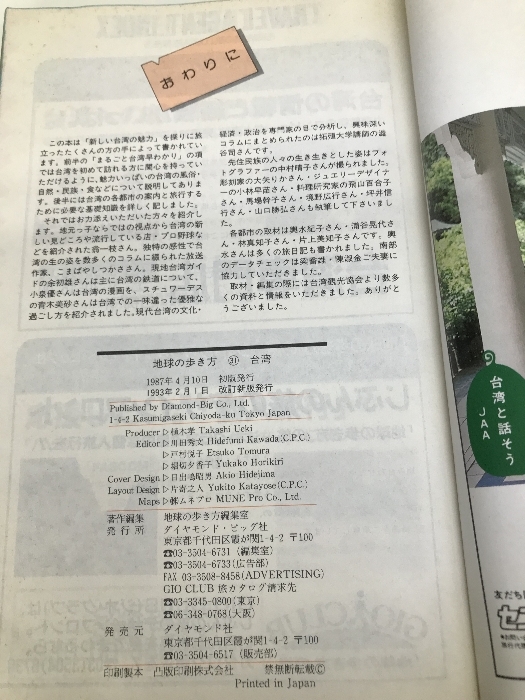 おわりに
この本は「新しい台湾の魅力」を探りに旅
立ったたくさんの方の手によって書かれてい
ます。前半の「まるごと台湾早わかり」の項
では台湾を初めて訪れる方に関心を持ってい
ただけるように、魅力いっぱいの台湾の風俗・
自然・民族・食などについて説明してありま
す。後半には台湾の各都市の案内と旅行する
ために必要な基礎知識を詳しく配しました。
それではお力添えいただいた方々を紹介し
ます。地元っ子ならではの視点から台湾の新
しい見どころや流行している店・プロ野球な
どを紹介された高一枝さん。独特の感性で台
湾の生の姿を数多くのコラムに綴られた放送
作家、こまばやしつかささん。現地台湾ガイ
ドの余初雄さんは主に台湾の鉄道について、
小泉優さんは台湾の漫画を、スチュワーデス
の青木美紗さんは台湾での一味違った優雅な
過ごし方を紹介されました。現代台湾の文化・
経済・政治を専門家の目で分析し、興味深い
コラムにまとめられたのは拓殖大学講師の澁
谷司さんです。
先住民族の人々の生き生きとした姿はフォ
トグラファーの中村晴子さんが撮られました。
彫刻家の大矢りかさん・ジュエリーデザイナ
ーの小林早苗さん・料理研究家の飛山百合子
さん・馬場幹子さん・境野広行さん・坪井信
行さん・山口勝弘さんも執筆して下さいまし
た。
各都市の取材は輿水妃子さん・涌谷晃代さ
ん・林真知子さん・片上美知子さんです。輿
水さんは多くの旅日記も書かれました。南部
のデータチェックは梁蕾雄・陳淑金ご夫妻に
協力していただきました。
取材・編集の際には台湾観光協会より数多
くの資料と情報をいただきました。ありがと
うございました。
地球の歩き方 ㉛ 台湾
1987年4月10日 初版発行
1993年2月1日 改訂新版発行
Published by Diamond-Big Co., Ltd.
1-4-2 Kasumigaseki Chiyoda-ku Tokyo Japan
Producer ▷植木孝 Takashi Ueki
Editor ▷川田秀文 Hidefumi Kawada(C.P.C.)
▷戸村悦子 Etsuko Tomura
▷堀切夕香子 Yukako Horikiri
Cover Design ▷日出嶋昭男 Akio Hidejima
Layout Design ▷片寄之人 Yukito Katayose(C.P.C.)
Maps ▷㈱ムネプロ MUNE Pro Co., Ltd.
著作編集 地球の歩き方編集室
発行所 ダイヤモンド・ビッグ社
東京都千代田区霞が関1-4-2 〒100
☎03-3504-6731 (編集室)
☎03-3504-6733(広告部)
FAX 03-3508-8458(ADVERTISING)
GIO CLUB 旅カタログ請求先
☎03-3345-0800(東京)
☎06-348-0768(大阪)
発売元 ダイヤモンド社
東京都千代田区霞が関1-4-2 〒100
☎03-3504-6517 (販売部)
印刷製本 凸版印刷株式会社 禁無断転載Ⓒ
Printed in Japan
台湾と話そう
JAA
友だち